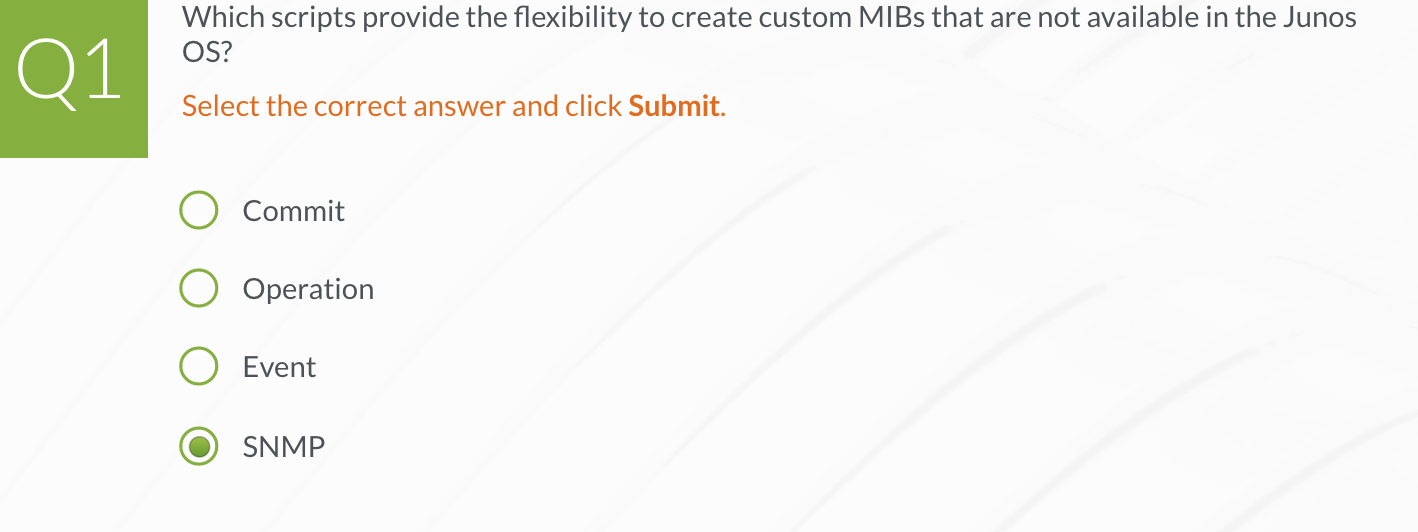 Q1
Which scripts provide the flexibility to create custom MIBs that are not available in the Junos
OS?
Select the correct answer and click Submit.
Commit
Operation
Event
SNMP